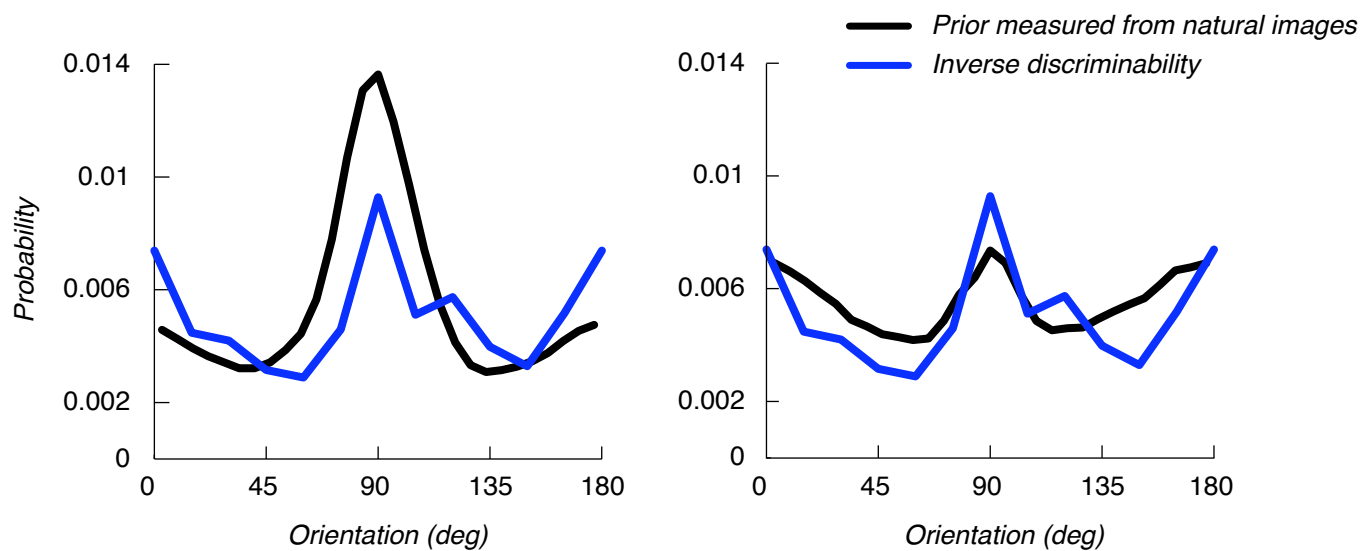 Prior measured from natural images
Inverse discriminability
Probability
0.014
0.01
0.006
0.002
0
0 45 90 135 180
Orientation (deg)
0.014
0.01
0.006
0.002
0
0 45 90 135 180
Orientation (deg)